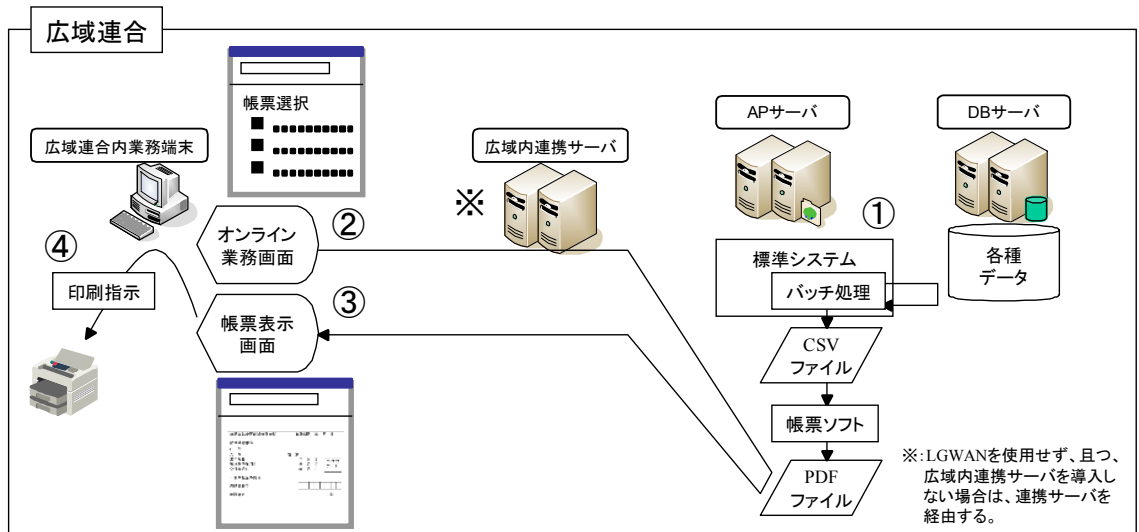 広域連合
帳票選択
APサーバ
DBサーバ
広域連合内業務端末
広域内連携サーバ
※
①
②
オンライン
業務画面
標準システム
バッチ処理
各種
データ
④
印刷指示
③
帳票表示
画面
CSV
ファイル
帳票ソフト
PDF
ファイル
※:LGWANを使用せず、且つ、
広域内連携サーバを導入し
ない場合は、連携サーバを
経由する。